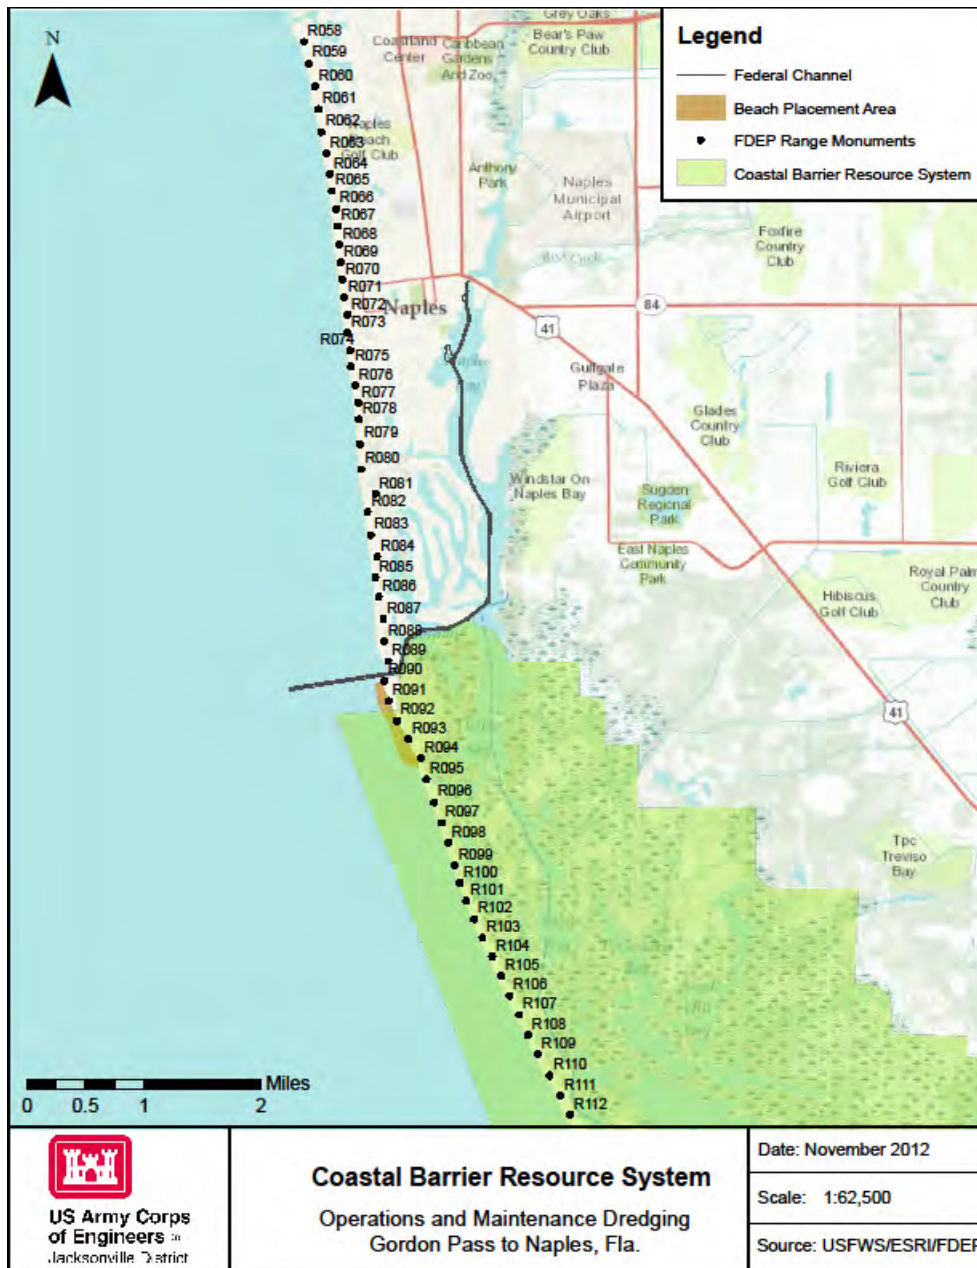 N
R058
R059
R060
R061
R062
R063
R064
R065
R066
R067
R068
R069
R070
R071
R072
R073
R074
R075
R076
R077
R078
R079
R080
R081
R082
R083
R084
R085
R086
R087
R088
R089
R090
R091
R092
R093
R094
R095
R096
R097
R098
R099
R100
R101
R102
R103
R104
R105
R106
R107
R108
R109
R110
R111
R112
Coastland
Center
Caribbean
Gardens
And Zoo
Grey Oaks
Bear's Paw
Country Club
Naples
Beach
Golf Club
Anthony
Park
Naples
Municipal
Airport
Naples
41
84
Gulfgate
Plaza
Foxfire
Country
Club
Glades
Country
Club
Riviera
Golf Club
Windstar On
Naples Bay
Sugden
Regional
Park
East Naples
Community
Park
Hibiscus
Golf Club
Royal Palm
Country
Club
41
Tpc
Treviso
Bay
Legend
Federal Channel
Beach Placement Area
FDEP Range Monuments
Coastal Barrier Resource System
Miles
0 0.5 1 2
US Army Corps
of Engineers
Jacksonville District
Coastal Barrier Resource System
Operations and Maintenance Dredging
Gordon Pass to Naples, Fla.
Date: November 2012
Scale: 1:62,500
Source: USFWS/ESRI/FDEP